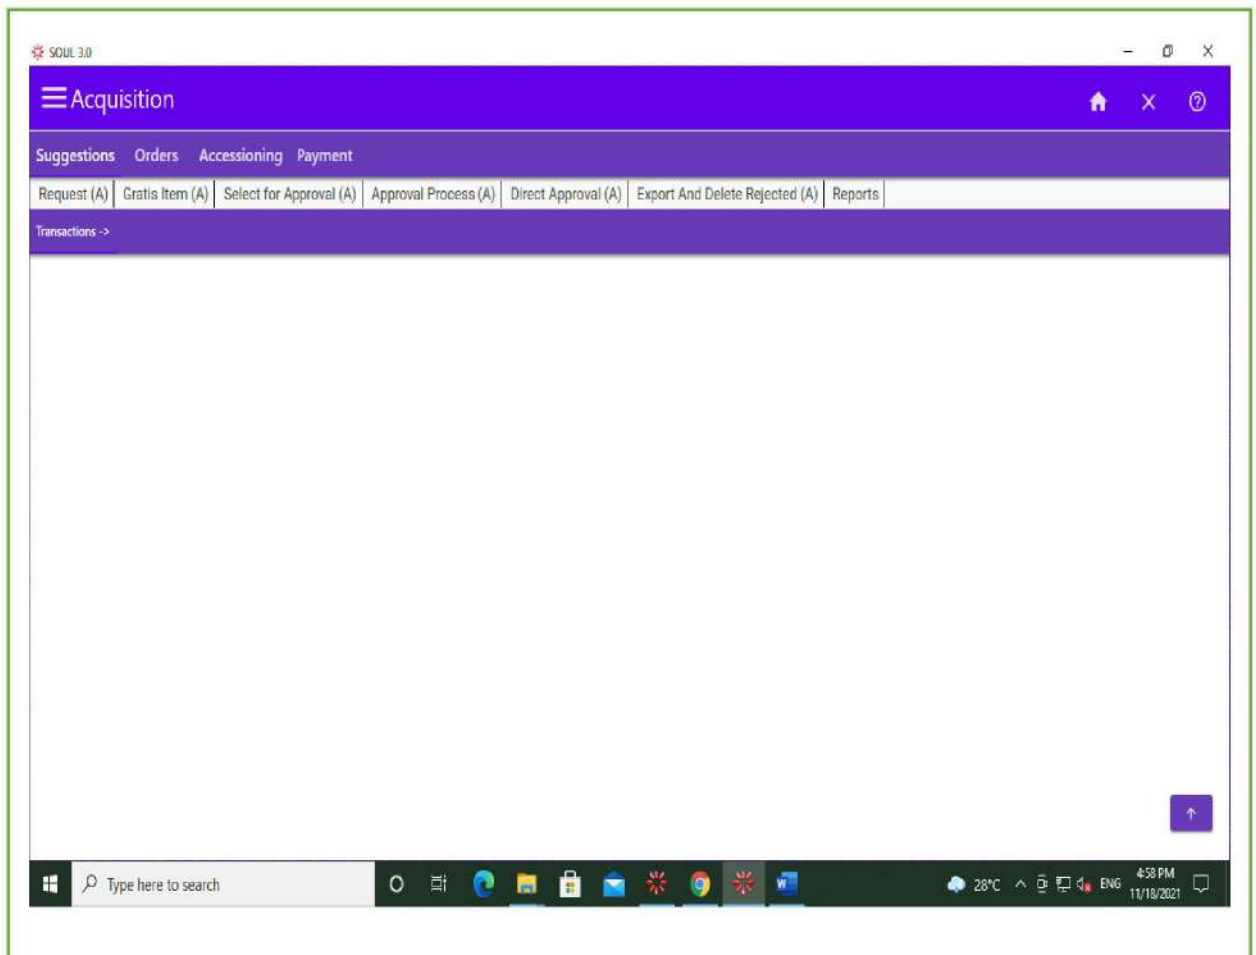 SOUL 3.0
Acquisition
Suggestions Orders Accessioning Payment
Request (A) Gratis Item (A) Select for Approval (A) Approval Process (A) Direct Approval (A) Export And Delete Rejected (A) Reports
Transactions ->
Type here to search 28°C ENG 4:58 PM
11/18/2021